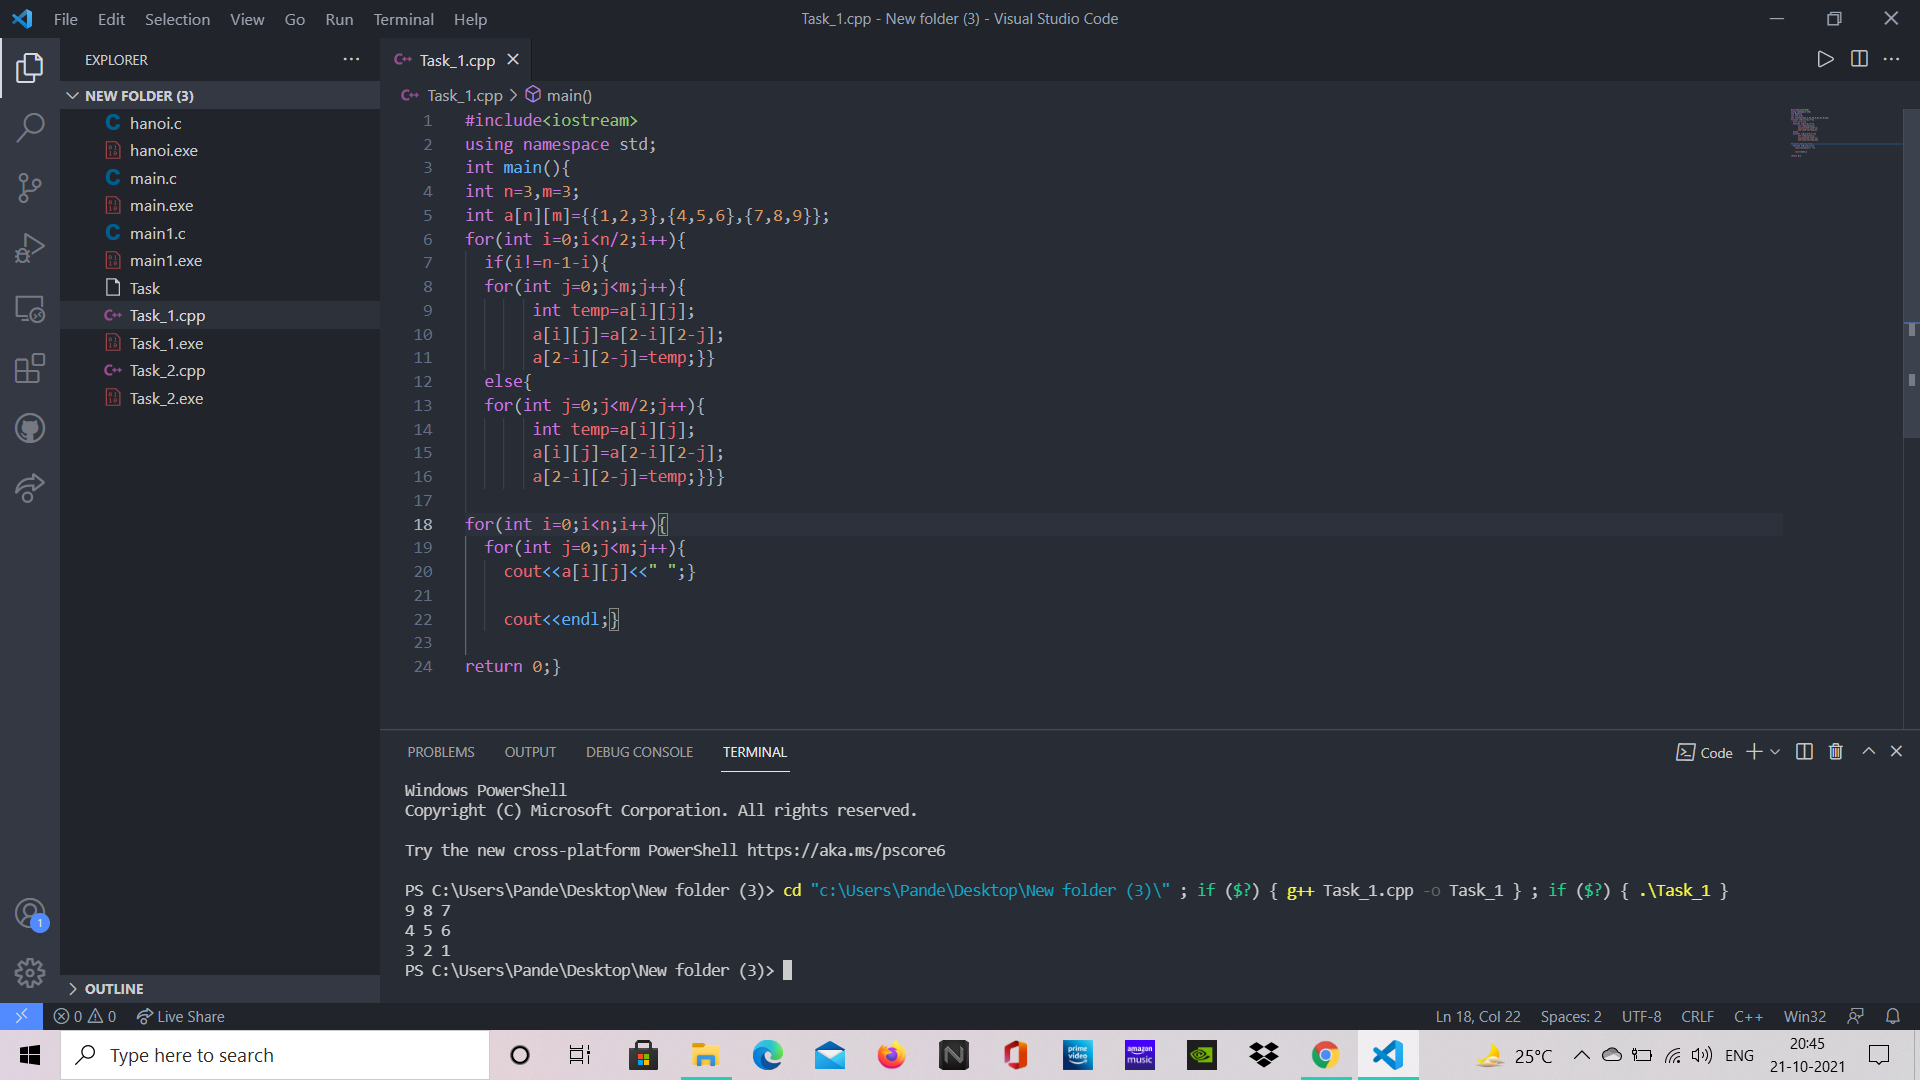 File Edit Selection View Go Run Terminal Help
Task_1.cpp - New folder (3) - Visual Studio Code
EXPLORER
NEW FOLDER (3)
hanoi.c
hanoi.exe
main.c
main.exe
main1.c
main1.exe
Task
Task_1.cpp
Task_1.exe
Task_2.cpp
Task_2.exe
OUTLINE
Task_1.cpp
Task_1.cpp > main()
1 #include<iostream>
2 using namespace std;
3 int main(){
4 int n=3,m=3;
5 int a[n][m]={{1,2,3},{4,5,6},{7,8,9}};
6 for(int i=0;i<n/2;i++){
7 if(i!=n-1-i){
8 for(int j=0;j<m;j++){
9 int temp=a[i][j];
10 a[i][j]=a[2-i][2-j];
11 a[2-i][2-j]=temp;}}
12 else{
13 for(int j=0;j<m/2;j++){
14 int temp=a[i][j];
15 a[i][j]=a[2-i][2-j];
16 a[2-i][2-j]=temp;}}}
17
18 for(int i=0;i<n;i++){
19 for(int j=0;j<m;j++){
20 cout<<a[i][j]<<" ";}
21
22 cout<<endl;}
23
24 return 0;}
PROBLEMS OUTPUT DEBUG CONSOLE TERMINAL
Code
Windows PowerShell
Copyright (C) Microsoft Corporation. All rights reserved.
Try the new cross-platform PowerShell https://aka.ms/pscore6
PS C:\Users\Pande\Desktop\New folder (3)> cd "c:\Users\Pande\Desktop\New folder (3)\" ; if ($?) { g++ Task_1.cpp -o Task_1 } ; if ($?) { .\Task_1 }
9 8 7
4 5 6
3 2 1
PS C:\Users\Pande\Desktop\New folder (3)>
1
0 0 Live Share
Ln 18, Col 22 Spaces: 2 UTF-8 CRLF C++ Win32
Type here to search
prime video
amazon music
25°C ENG
20:45
21-10-2021